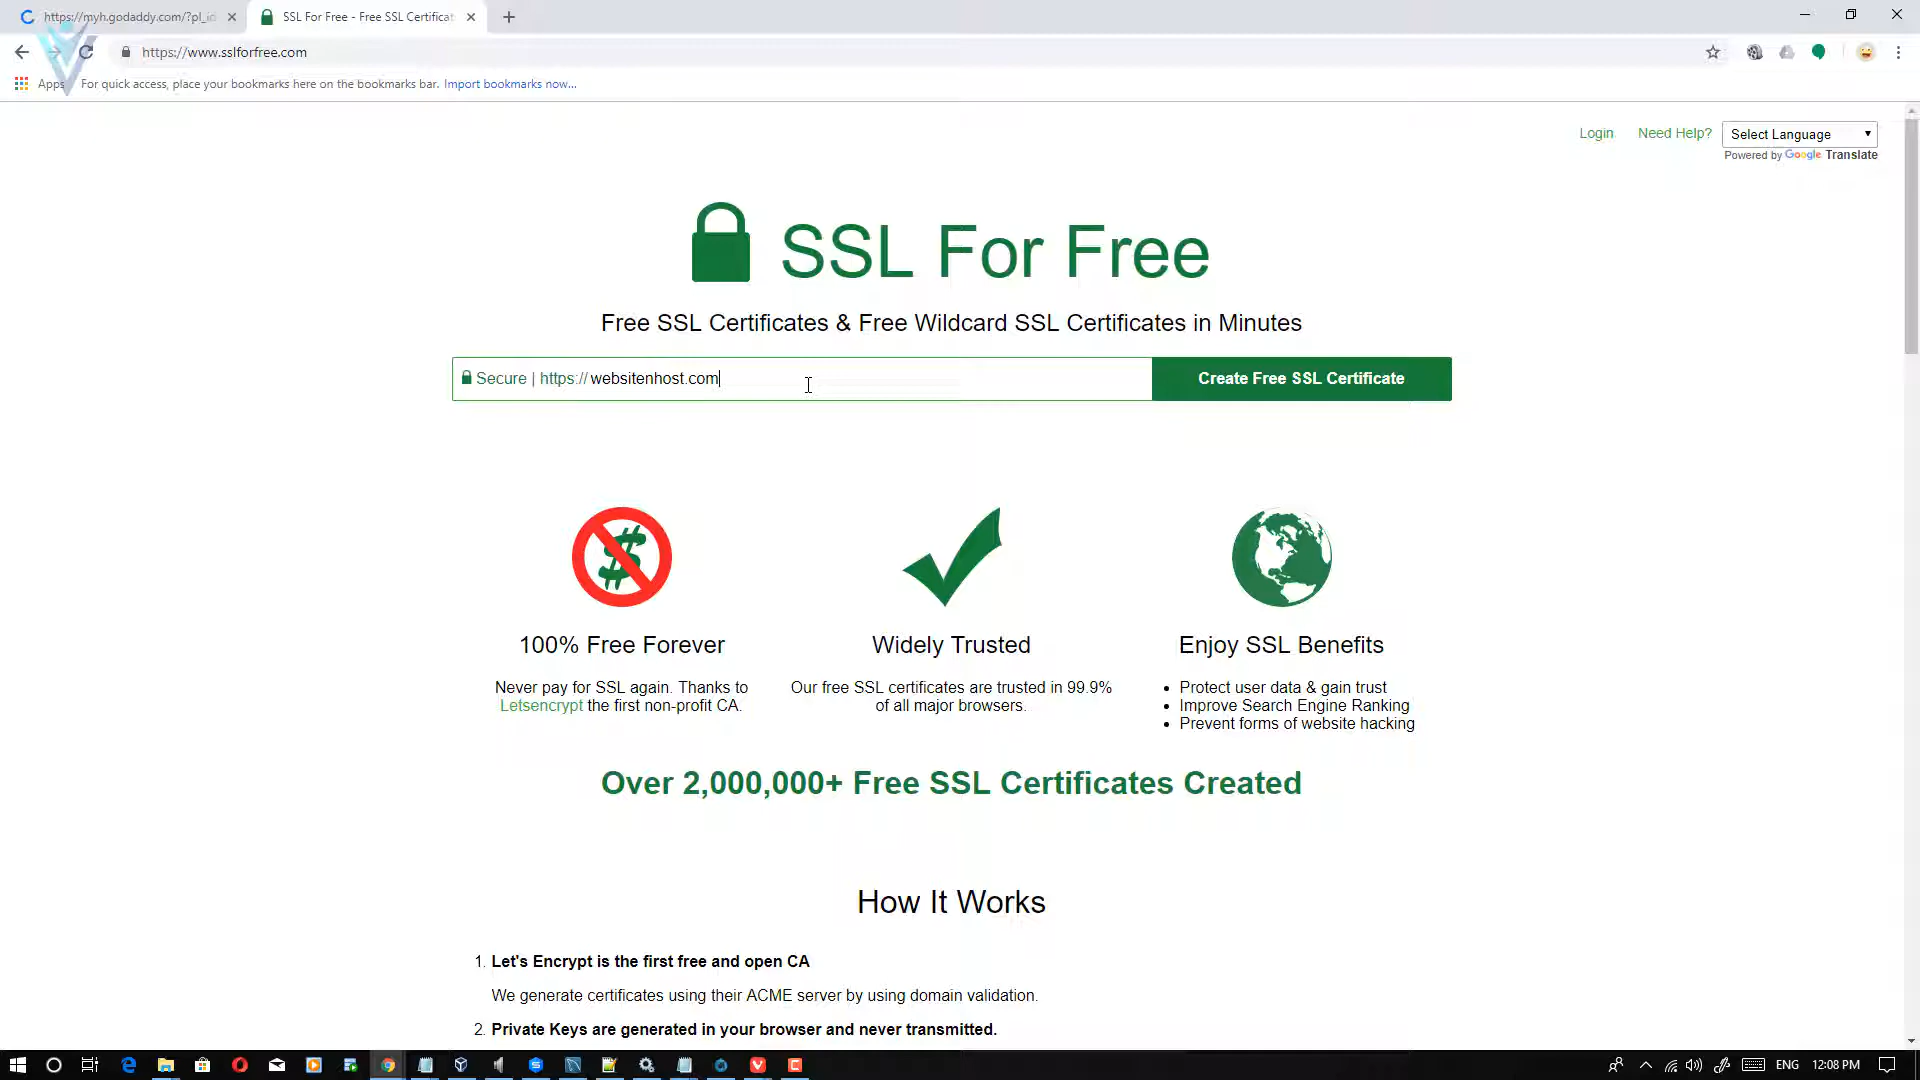 https://myh.godaddy.com/?pl_id
SSL For Free - Free SSL Certificat
https://www.sslforfree.com
Apps
For quick access, place your bookmarks here on the bookmarks bar. Import bookmarks now...
Login
Need Help?
Select Language
Powered by Google Translate
SSL For Free
Free SSL Certificates & Free Wildcard SSL Certificates in Minutes
Secure | https:// websitenhost.com
Create Free SSL Certificate
100% Free Forever
Never pay for SSL again. Thanks to
Letsencrypt the first non-profit CA.
Widely Trusted
Our free SSL certificates are trusted in 99.9%
of all major browsers.
Enjoy SSL Benefits
• Protect user data & gain trust
• Improve Search Engine Ranking
• Prevent forms of website hacking
Over 2,000,000+ Free SSL Certificates Created
How It Works
1. Let's Encrypt is the first free and open CA
We generate certificates using their ACME server by using domain validation.
2. Private Keys are generated in your browser and never transmitted.
ENG
12:08 PM